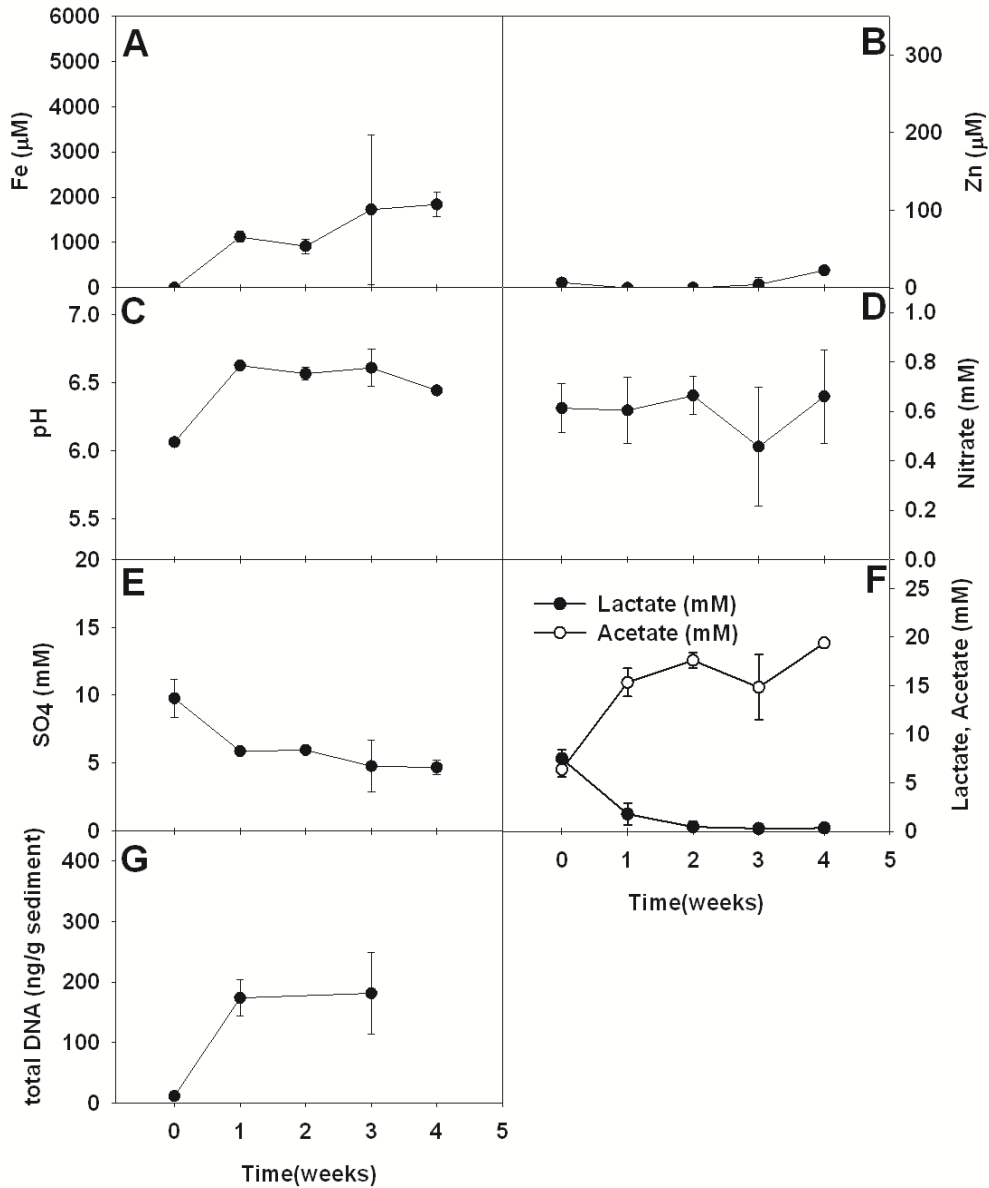 A
Fe (μM)
6000
5000
4000
3000
2000
1000
0
B
Zn (μM)
300
200
100
0
C
pH
7.0
6.5
6.0
5.5
D
Nitrate (mM)
1.0
0.8
0.6
0.4
0.2
0.0
E
SO4 (mM)
20
15
10
5
0
F
Lactate (mM)
Acetate (mM)
Lactate, Acetate (mM)
25
20
15
10
5
0
0 1 2 3 4 5
Time(weeks)
G
total DNA (ng/g sediment)
400
300
200
100
0
0 1 2 3 4 5
Time(weeks)